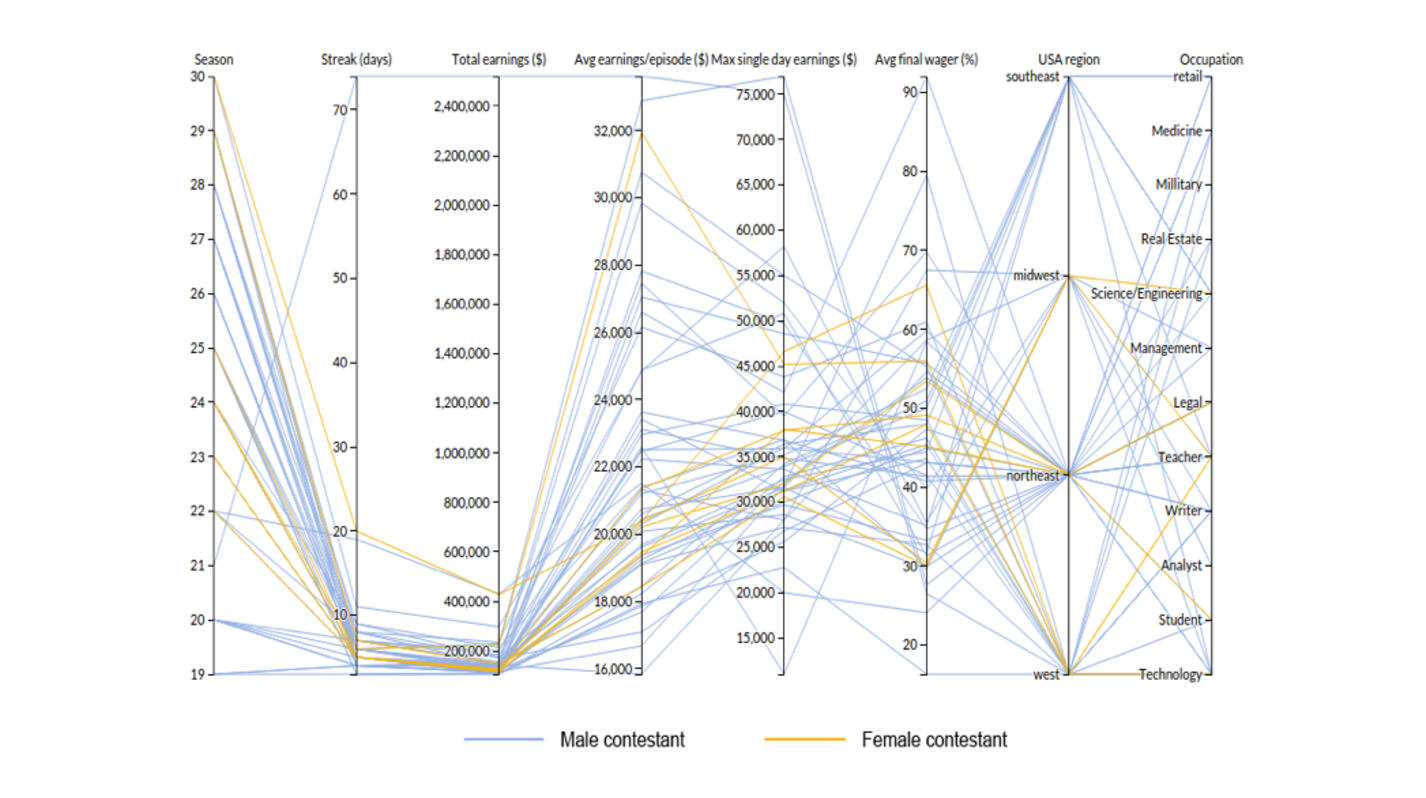 Season
Streak (days)
Total earnings ($)
Avg earnings/episode ($)
Max single day earnings ($)
Avg final wager (%)
USA region
Occupation
30
29
28
27
26
25
24
23
22
21
20
19
70
60
50
40
30
20
10
2,400,000
2,200,000
2,000,000
1,800,000
1,600,000
1,400,000
1,200,000
1,000,000
800,000
600,000
400,000
200,000
32,000
30,000
28,000
26,000
24,000
22,000
20,000
18,000
16,000
75,000
70,000
65,000
60,000
55,000
50,000
45,000
40,000
35,000
30,000
25,000
20,000
15,000
90
80
70
60
50
40
30
20
southeast
midwest
northeast
west
retail
Medicine
Millitary
Real Estate
Science/Engineering
Management
Legal
Teacher
Writer
Analyst
Student
Technology
Male contestant
Female contestant